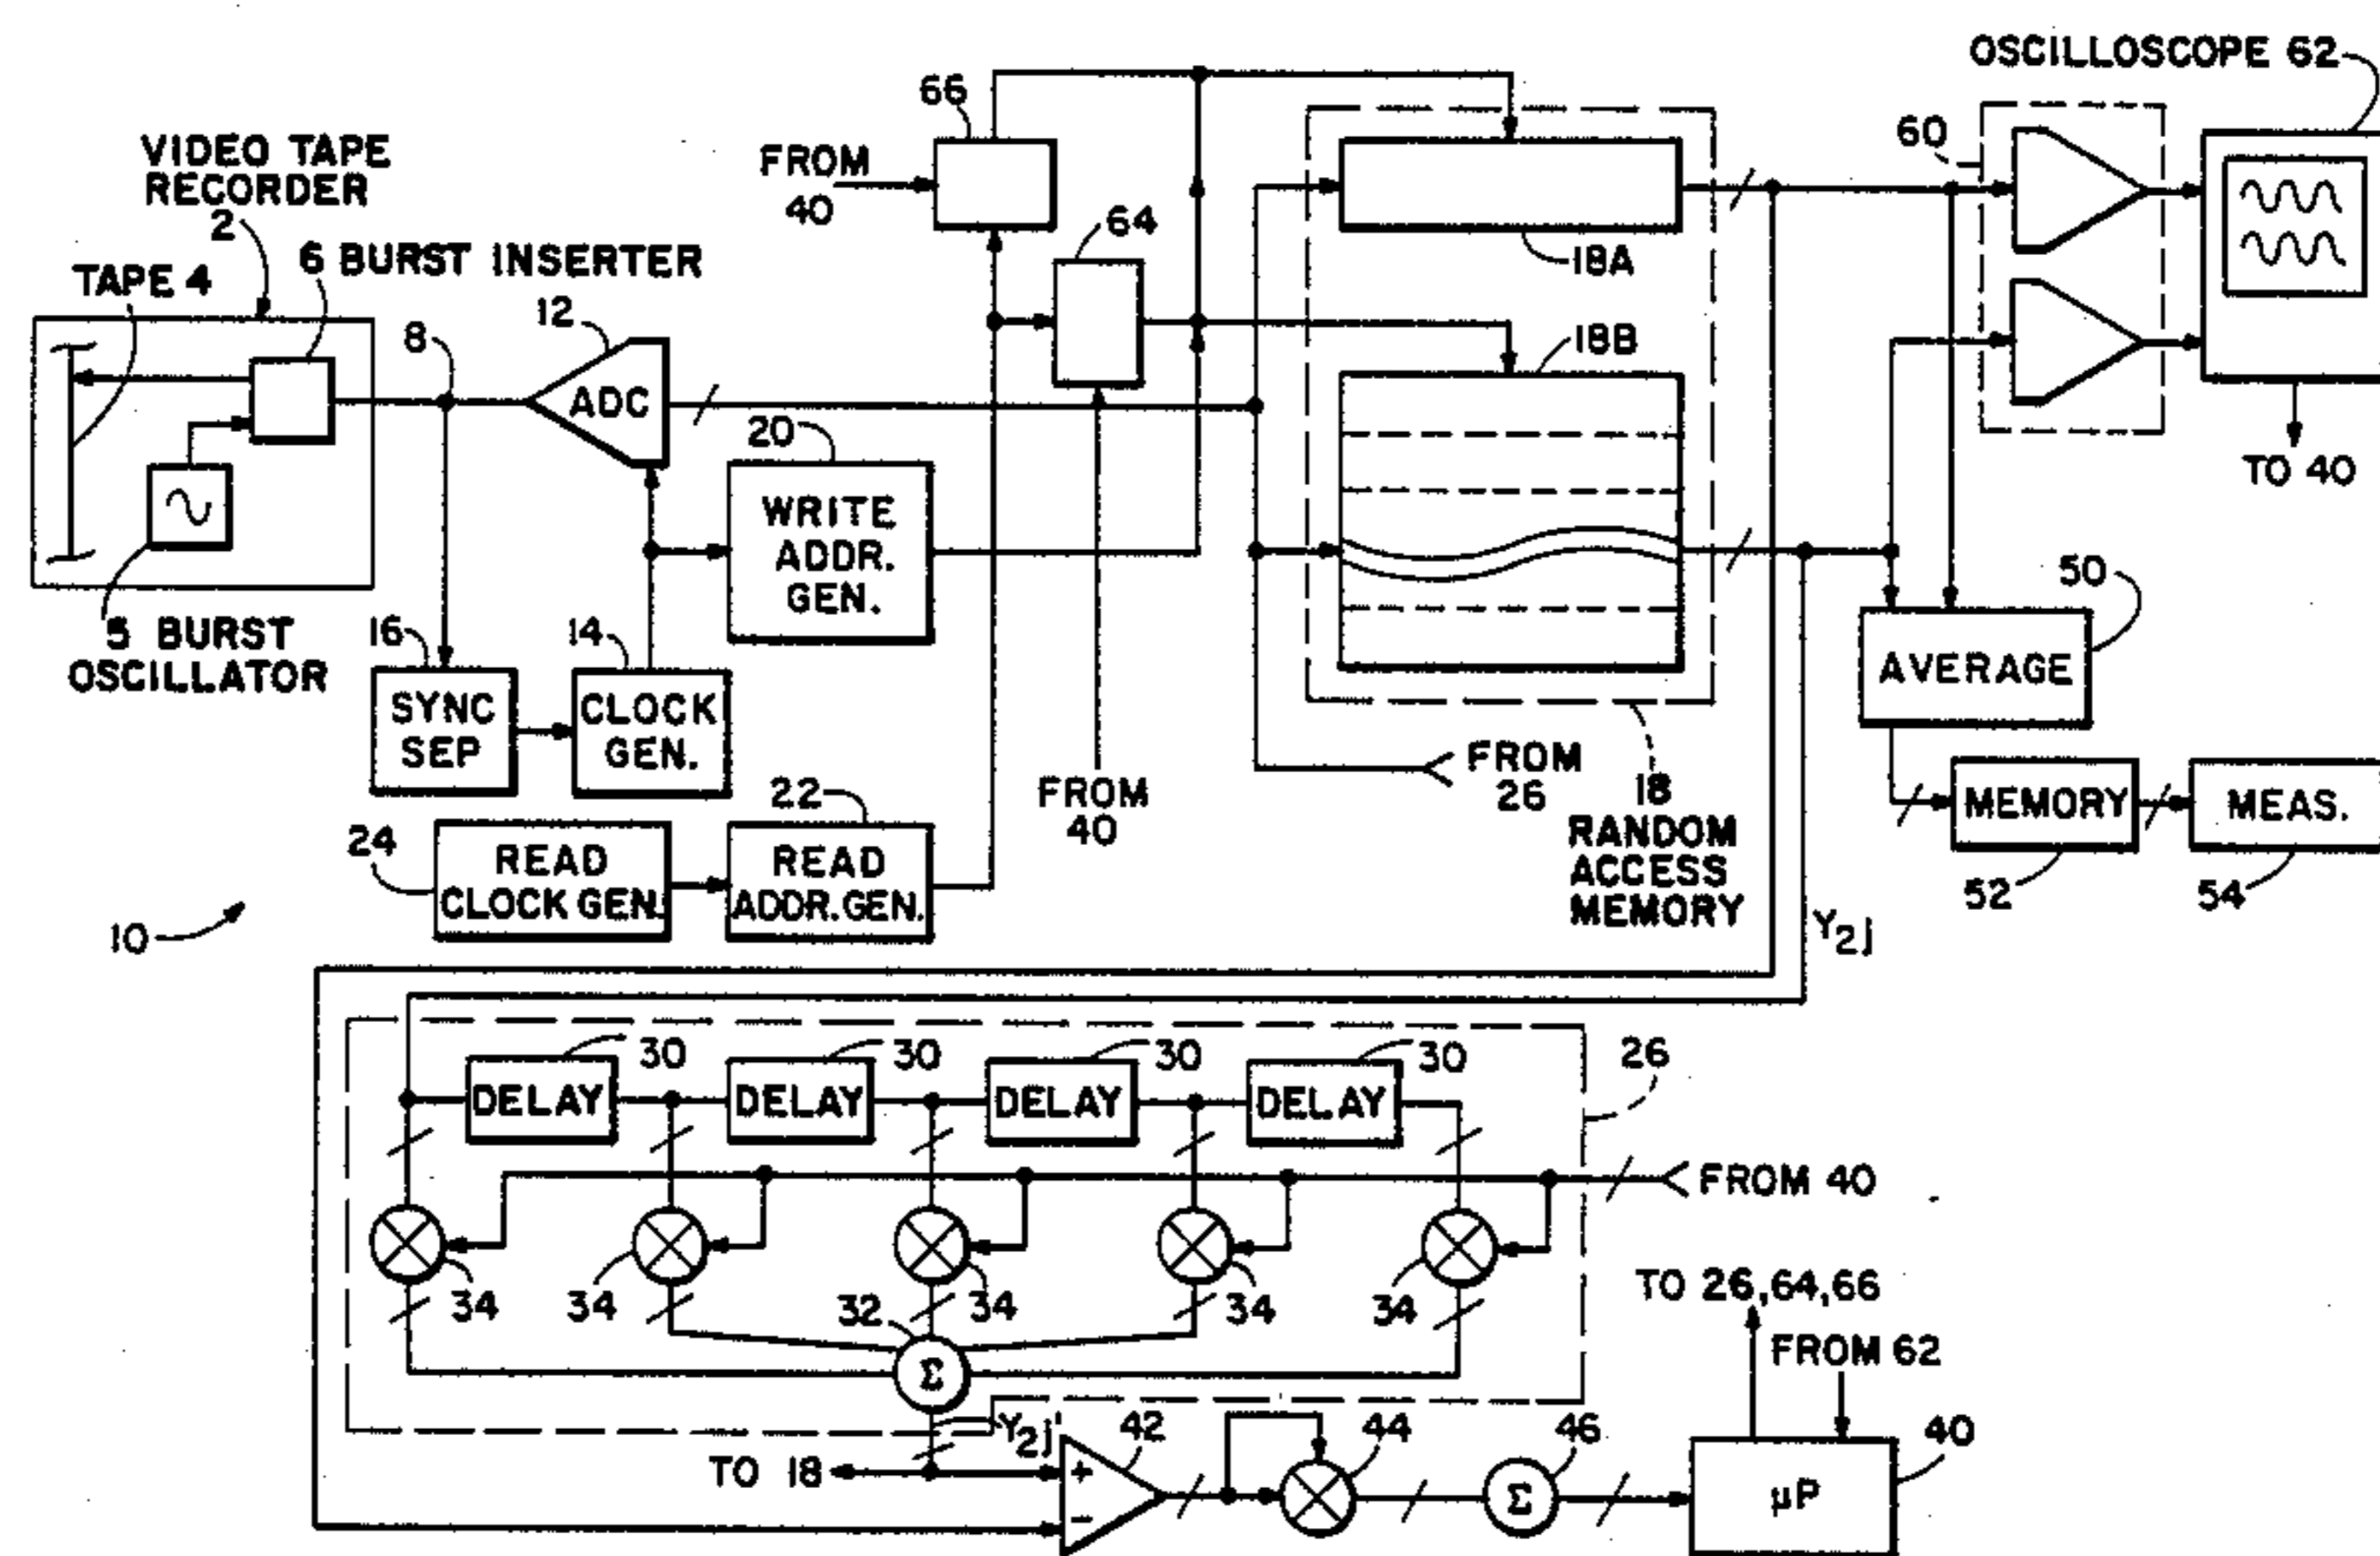 OSCILLOSCOPE 62
66
60
VIDEO TAPE
RECORDER
2
FROM
40
64
18A
6 BURST INSERTER
TAPE 4
12
8
18B
ADC
20
TO 40
WRITE
ADDR.
GEN.
50
5 BURST
OSCILLATOR
16
14
AVERAGE
SYNC
SEP
CLOCK
GEN.
FROM
40
FROM
26
18
RANDOM
ACCESS
MEMORY
MEMORY
MEAS.
52
54
24
22
READ
CLOCK GEN.
READ
ADDR. GEN.
10
Y2j
30
30
30
30
26
DELAY
DELAY
DELAY
DELAY
FROM 40
34
34
34
34
34
32
Σ
TO 26,64,66
FROM 62
Y2j'
42
44
46
40
TO 18
+
−
Σ
μP